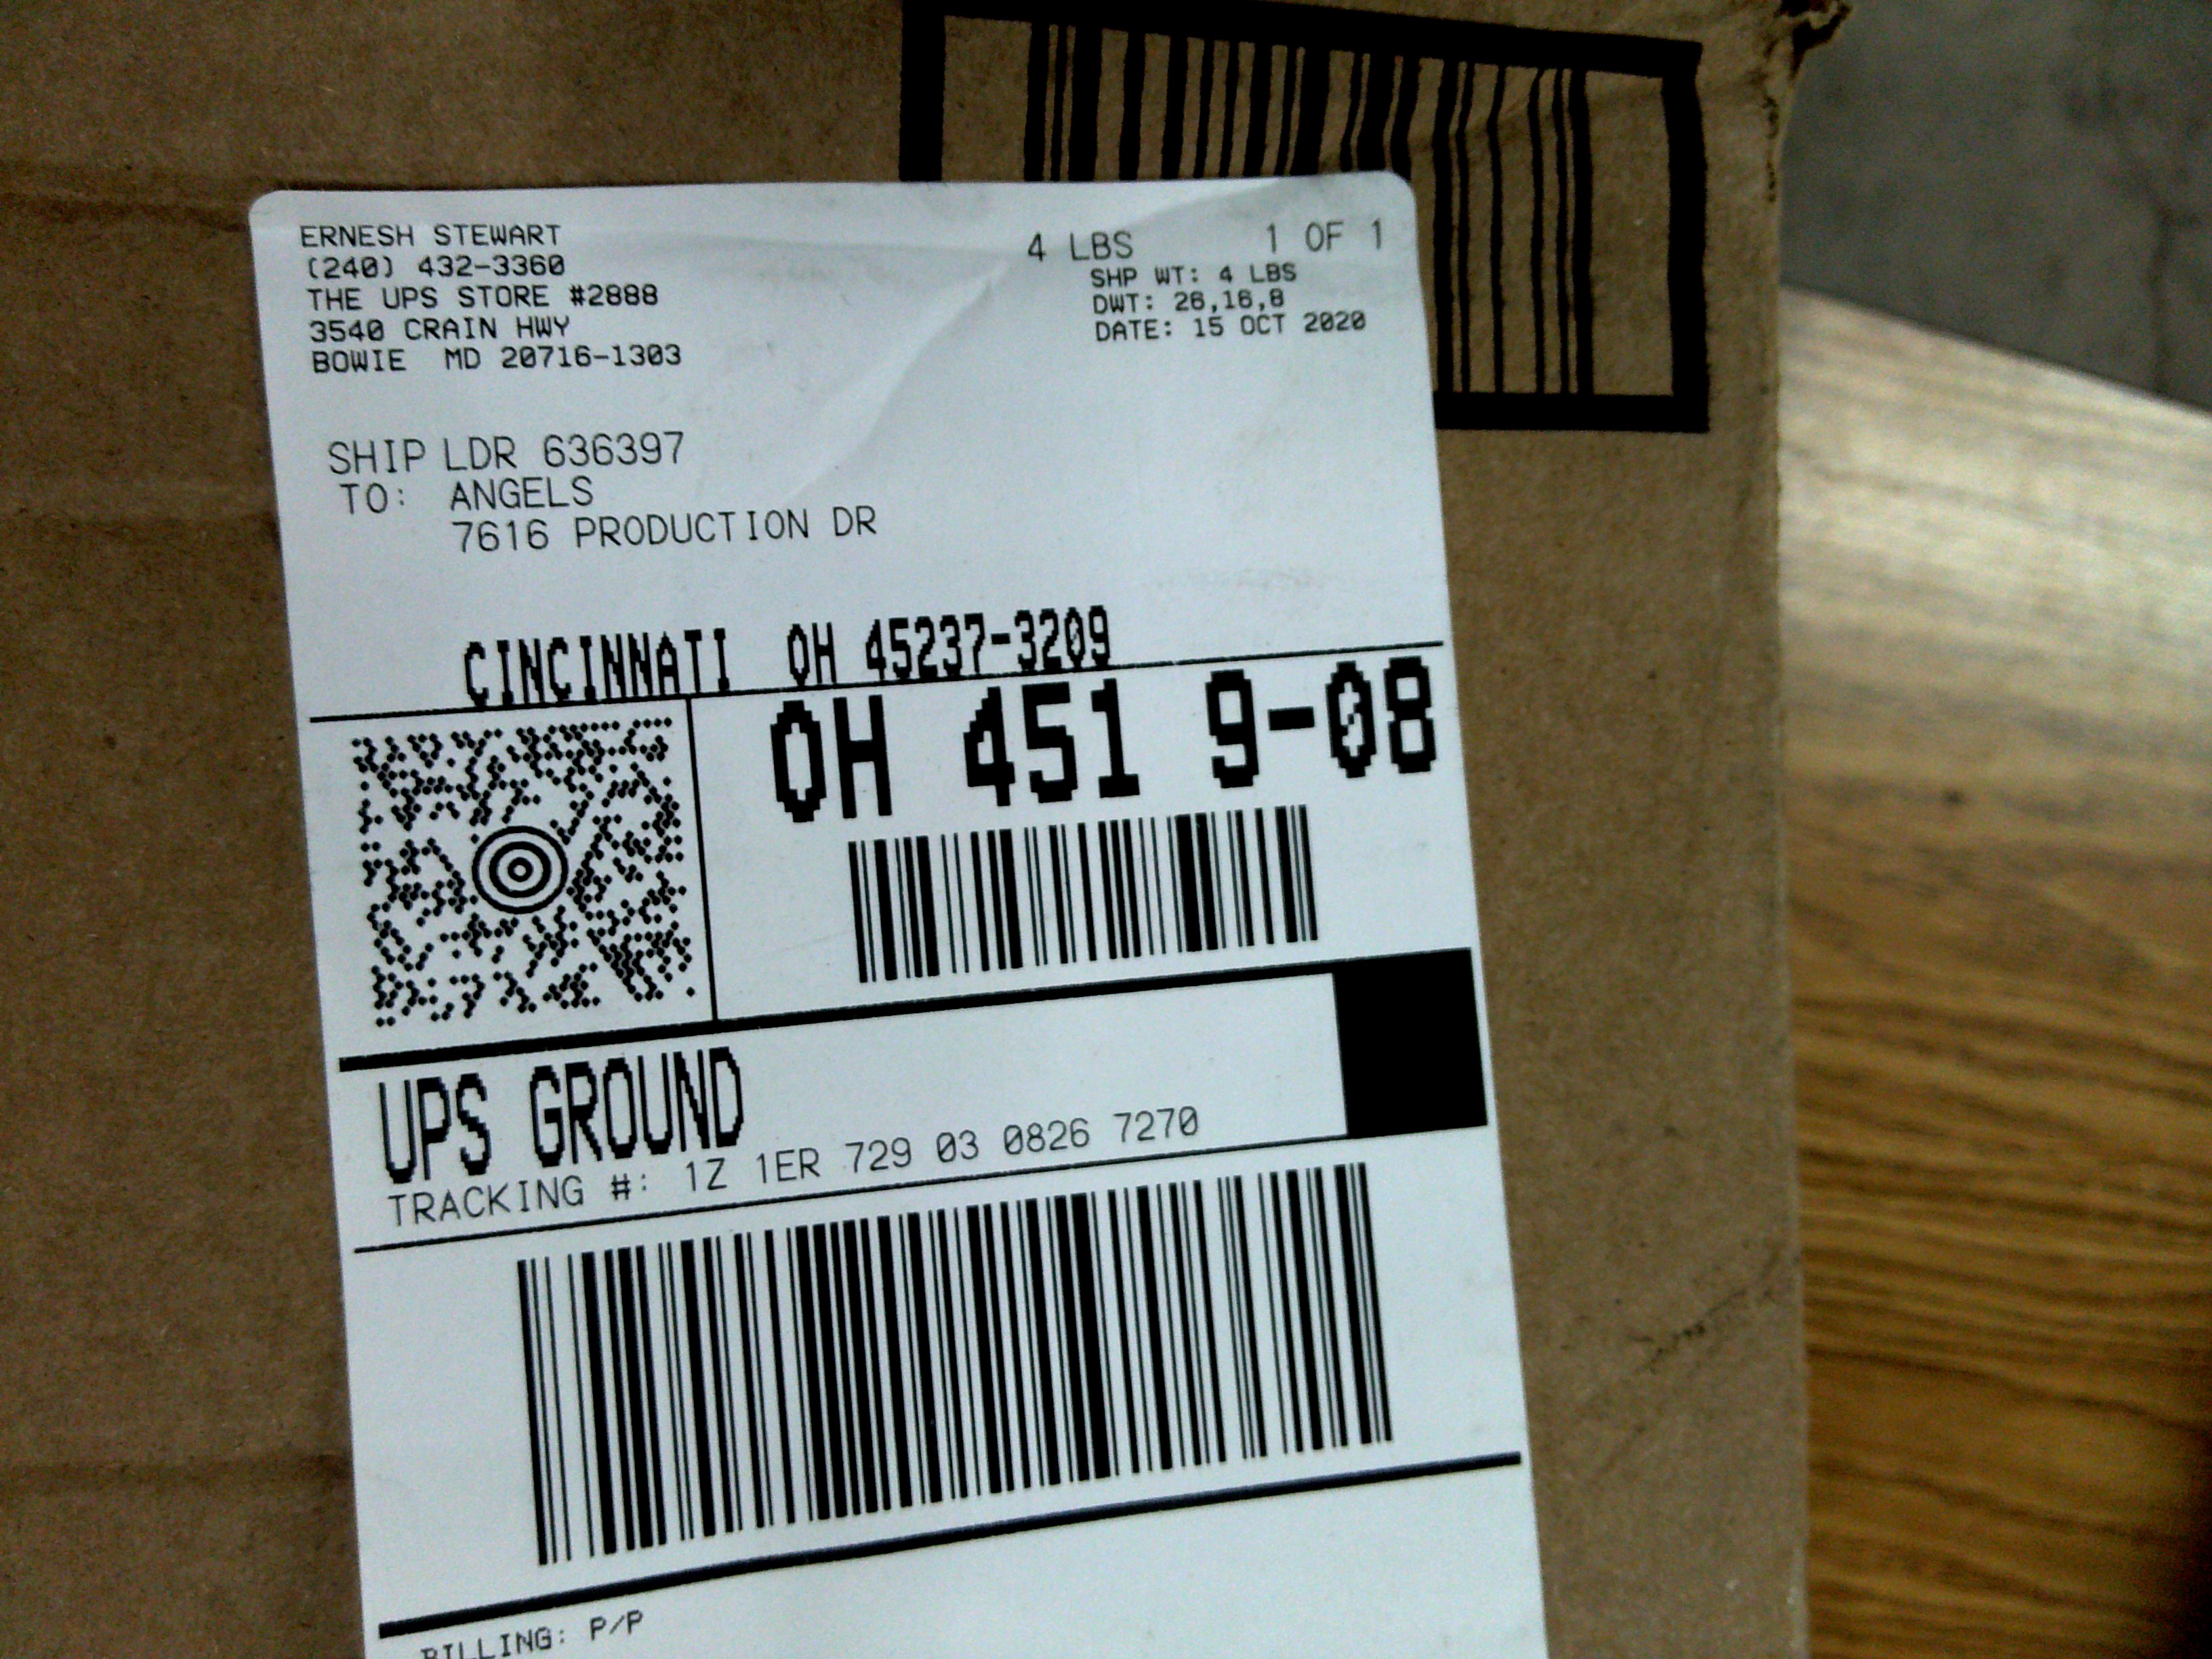 ERNESH STEWART
(240) 432-3360
THE UPS STORE #2888
3540 CRAIN HWY
BOWIE MD 20716-1303
4 LBS 1 OF 1
SHP WT: 4 LBS
DWT: 26,16,8
DATE: 15 OCT 2020
SHIP LDR 636397
TO: ANGELS
7616 PRODUCTION DR
CINCINNATI OH 45237-3209
OH 451 9-08
UPS GROUND
TRACKING #: 1Z 1ER 729 03 0826 7270
BILLING: P/P